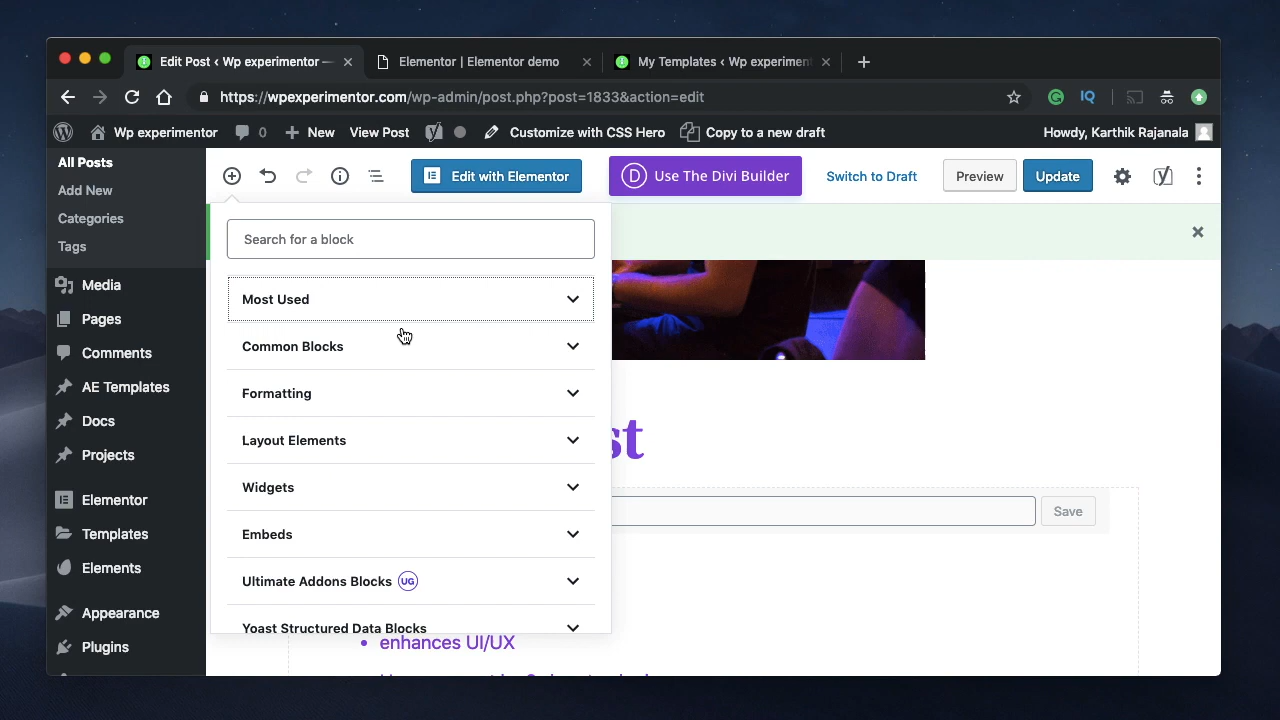 Edit Post ‹ Wp experimentor —
Elementor | Elementor demo
My Templates ‹ Wp experimen
https://wpexperimentor.com/wp-admin/post.php?post=1833&action=edit
IQ
Wp experimentor
0
New
View Post
Customize with CSS Hero
Copy to a new draft
Howdy, Karthik Rajanala
All Posts
Add New
Categories
Tags
Media
Pages
Comments
AE Templates
Docs
Projects
Elementor
Templates
Elements
Appearance
Plugins
Edit with Elementor
D Use The Divi Builder
Switch to Draft
Preview
Update
Search for a block
Most Used
Common Blocks
Formatting
Layout Elements
Widgets
Embeds
Ultimate Addons Blocks UG
Yoast Structured Data Blocks
st
Save
• enhances UI/UX